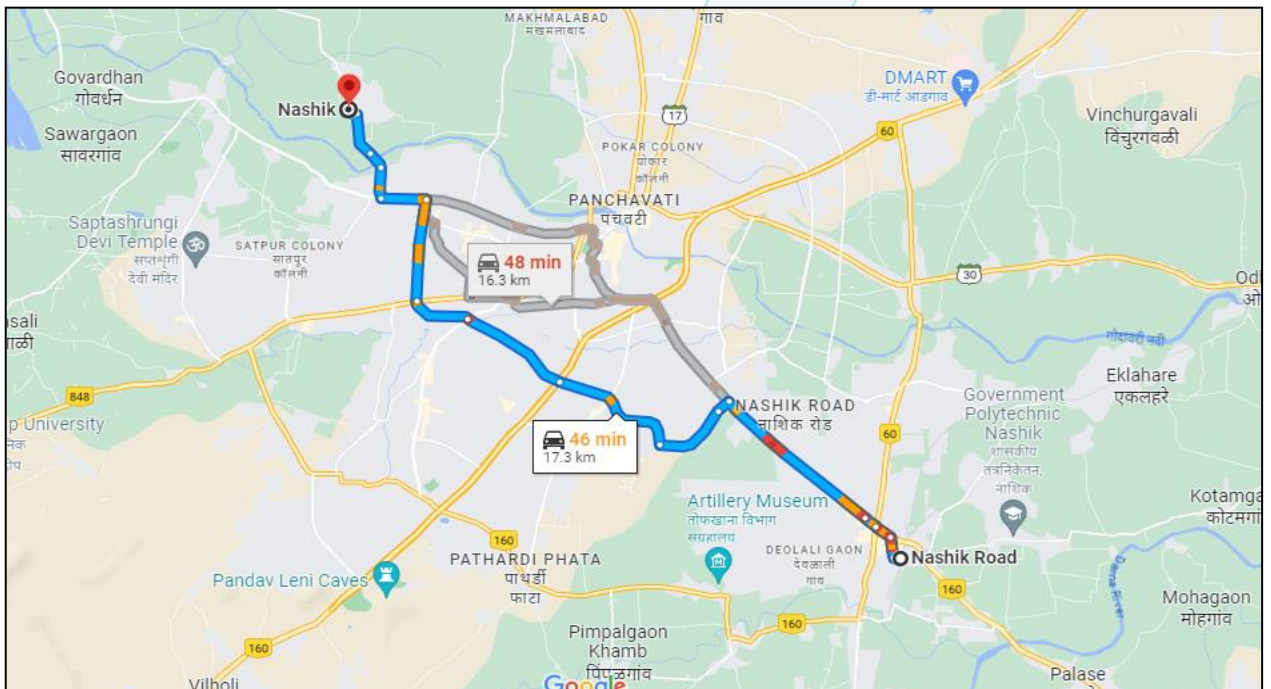 MAKHMALABAD
मखमलाबाद
गाव
Govardhan
गोवर्धन
DMART
डी-मार्ट आडगाव
Nashik
17
Vinchurgavali
विंचुरगवळी
Sawargaon
सावरगांव
60
POKAR COLONY
पोकार
कॉलनी
PANCHAVATI
पंचवटी
Saptashrungi
Devi Temple
सप्तशृंगी
देवी मंदिर
SATPUR COLONY
सातपूर
कॉलनी
48 min
16.3 km
30
गोदावरी नदी
848
Eklahare
एकलहरे
Government
Polytechnic
Nashik
शासकीय
तंत्रनिकेतन,
नाशिक
p University
NASHIK ROAD
नाशिक रोड
46 min
17.3 km
60
Artillery Museum
तोफखाना विभाग
संग्रहालय
DEOLALI GAON
देवळाली
गांव
Nashik Road
160
PATHARDI PHATA
पाथर्डी
फाटा
Pandav Leni Caves
160
Darna River
Mohagaon
मोहगांव
160
160
Pimpalgaon
Khamb
पिंपळगांव
Google
Vilholi
Palase